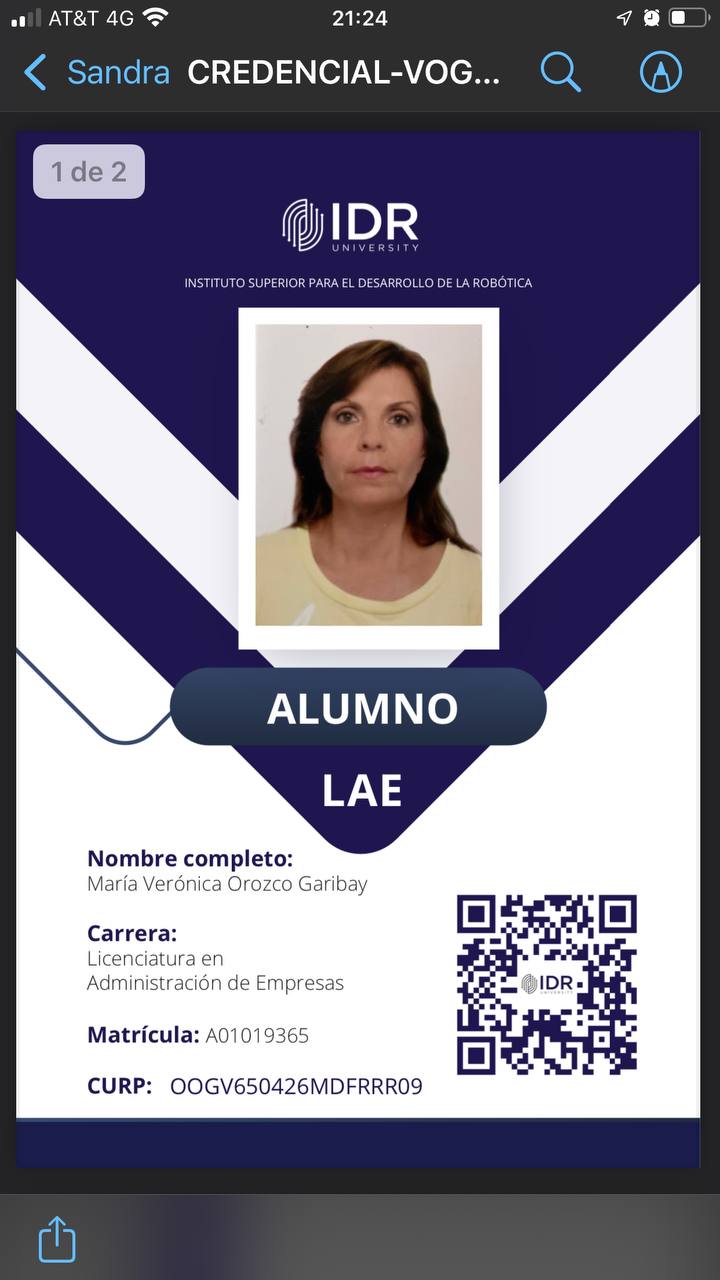 AT&T 4G 21:24
Sandra CREDENCIAL-VOG...
1 de 2
IDR
UNIVERSITY
INSTITUTO SUPERIOR PARA EL DESARROLLO DE LA ROBÓTICA
ALUMNO
LAE
Nombre completo:
María Verónica Orozco Garibay
Carrera:
Licenciatura en
Administración de Empresas
Matrícula: A01019365
CURP: OOGV650426MDFRRR09
IDR
UNIVERSITY